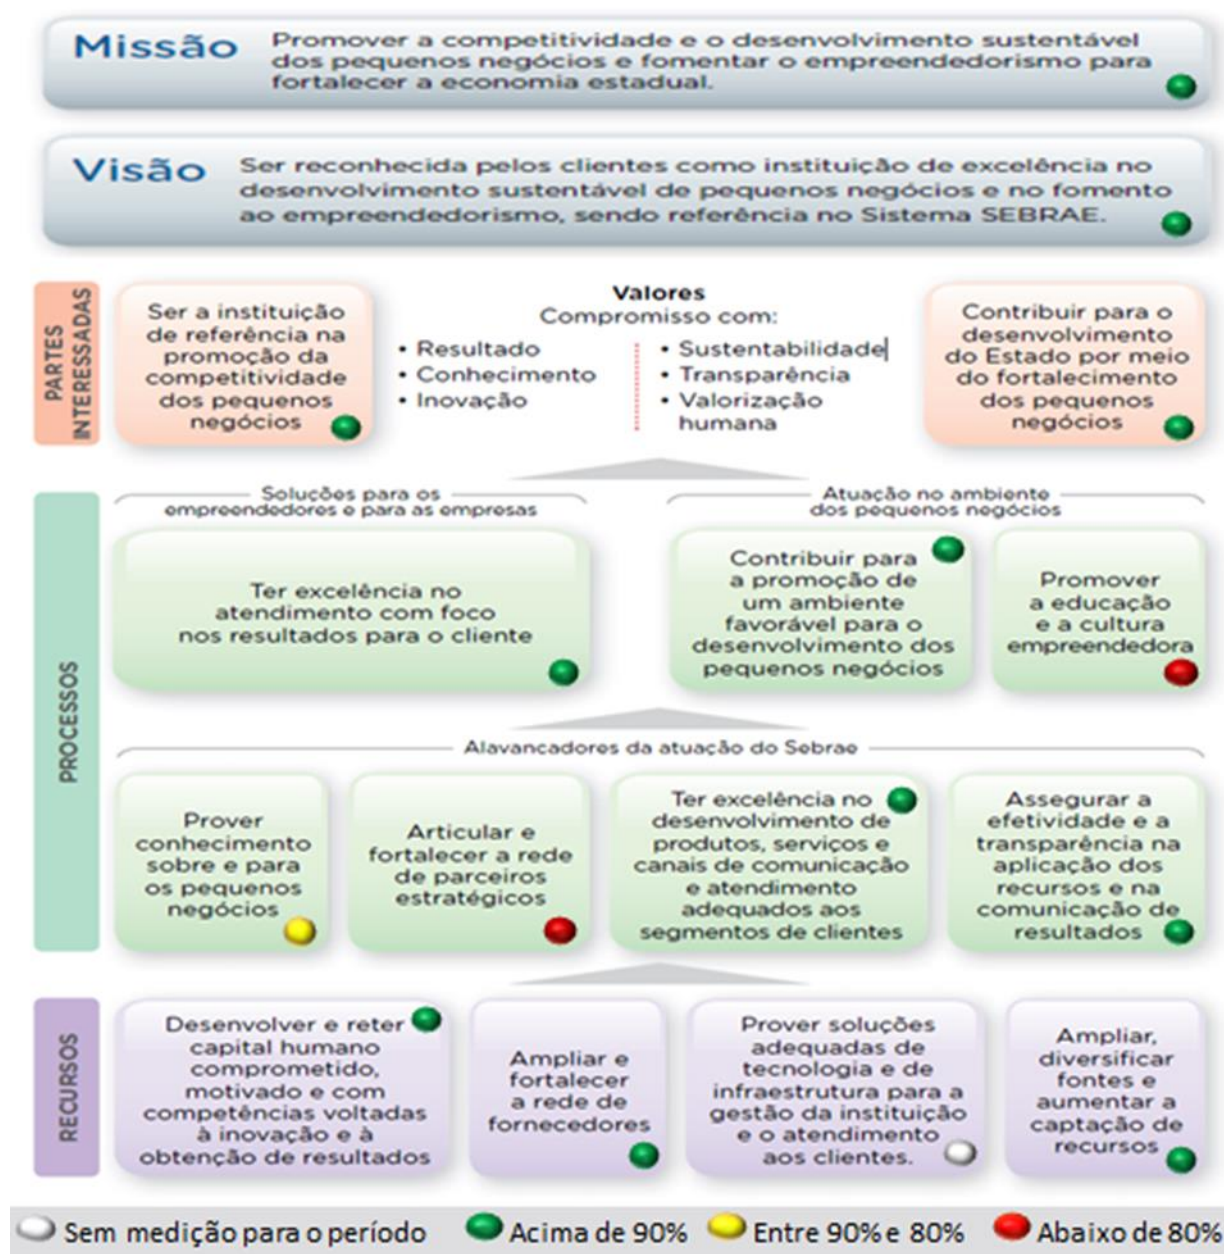 Missão
Promover a competitividade e o desenvolvimento sustentável
dos pequenos negócios e fomentar o empreendedorismo para
fortalecer a economia estadual.
Visão
Ser reconhecida pelos clientes como instituição de excelência no
desenvolvimento sustentável de pequenos negócios e no fomento
ao empreendedorismo, sendo referência no Sistema SEBRAE.
PARTES
INTERESSADAS
Ser a instituição
de referência na
promoção da
competitividade
dos pequenos
negócios
Valores
Compromisso com:
• Resultado
• Conhecimento
• Inovação
• Sustentabilidade
• Transparência
• Valorização
humana
Contribuir para o
desenvolvimento
do Estado por meio
do fortalecimento
dos pequenos
negócios
PROCESSOS
Soluções para os
empreendedores e para as empresas
Ter excelência no
atendimento com foco
nos resultados para o cliente
Atuação no ambiente
dos pequenos negócios
Contribuir para
a promoção de
um ambiente
favorável para o
desenvolvimento dos
pequenos negócios
Promover
a educação
e a cultura
empreendedora
Alavancadores da atuação do Sebrae
Prover
conhecimento
sobre e para
os pequenos
negócios
Articular e
fortalecer a rede
de parceiros
estratégicos
Ter excelência no
desenvolvimento de
produtos, serviços e
canais de comunicação
e atendimento
adequados aos
segmentos de clientes
Assegurar a
efetividade e a
transparência na
aplicação dos
recursos e na
comunicação de
resultados
RECURSOS
Desenvolver e reter
capital humano
comprometido,
motivado e com
competências voltadas
à inovação e à
obtenção de resultados
Ampliar e
fortalecer
a rede de
fornecedores
Prover soluções
adequadas de
tecnologia e de
infraestrutura para a
gestão da instituição
e o atendimento
aos clientes.
Ampliar,
diversificar
fontes e
aumentar a
captação de
recursos
Sem medição para o período
Acima de 90%
Entre 90% e 80%
Abaixo de 80%